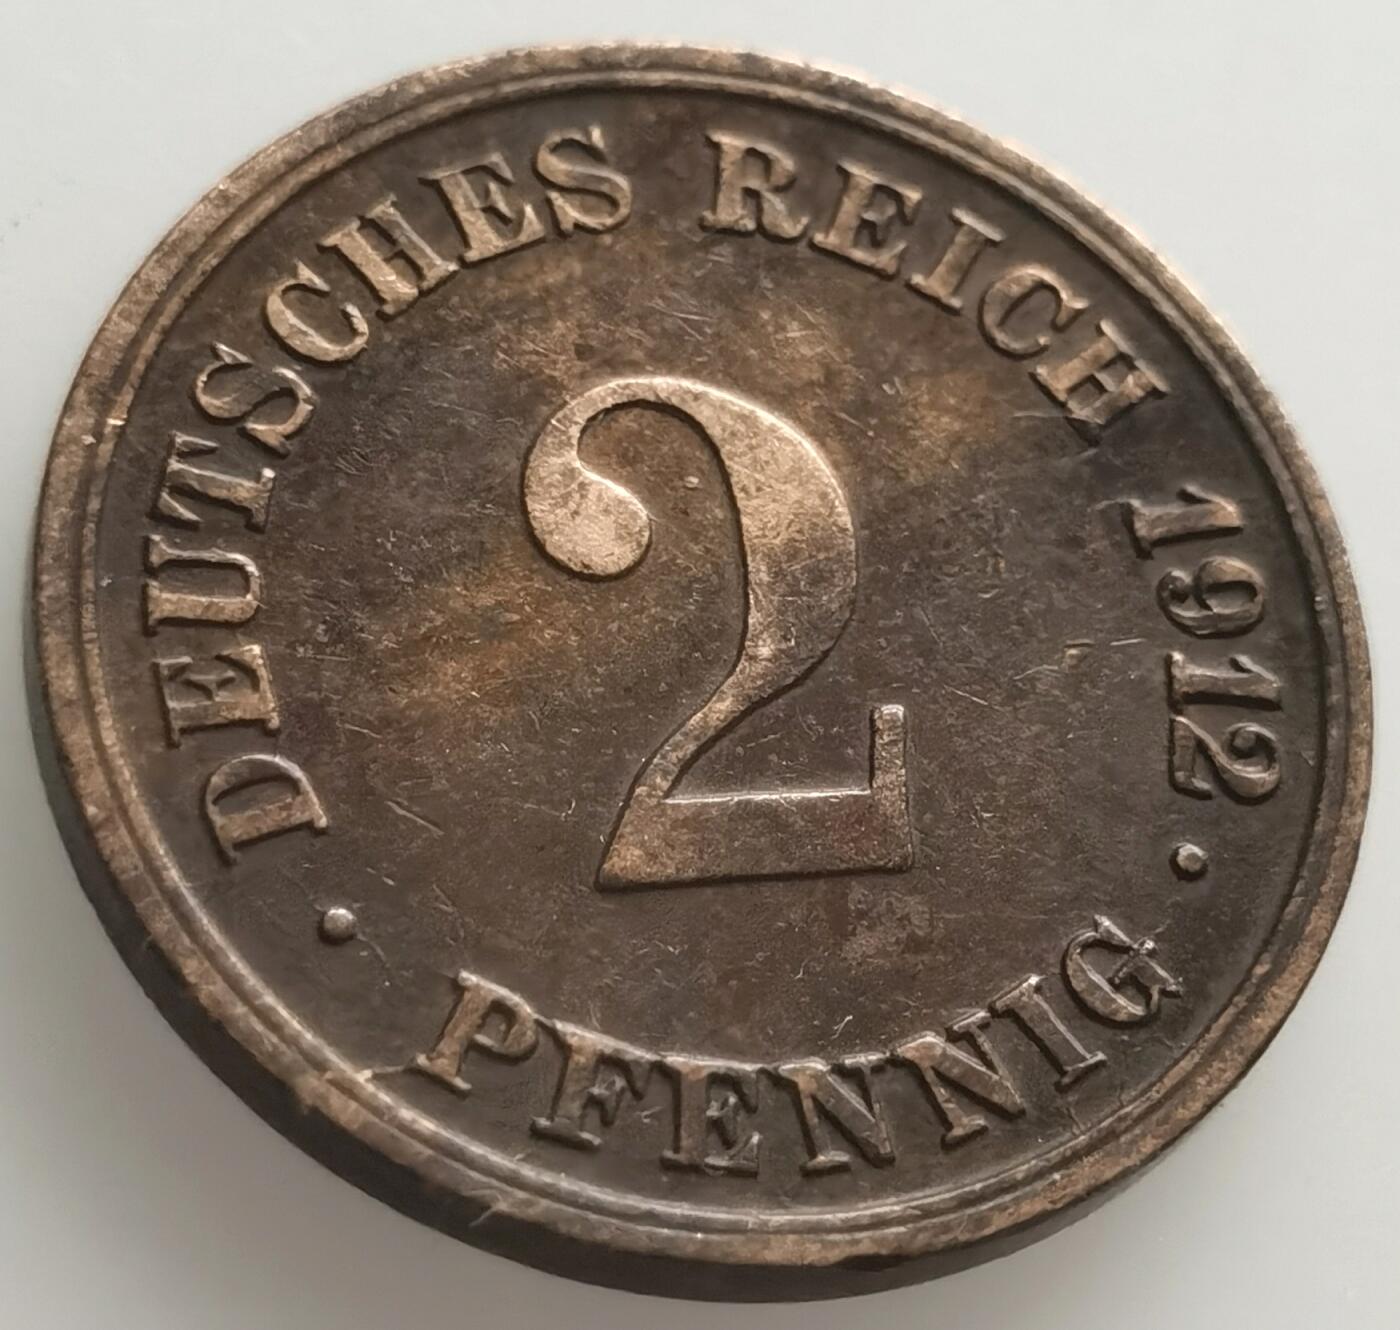 DEUTSCHES REICH 1912
2
· PFENNIG ·